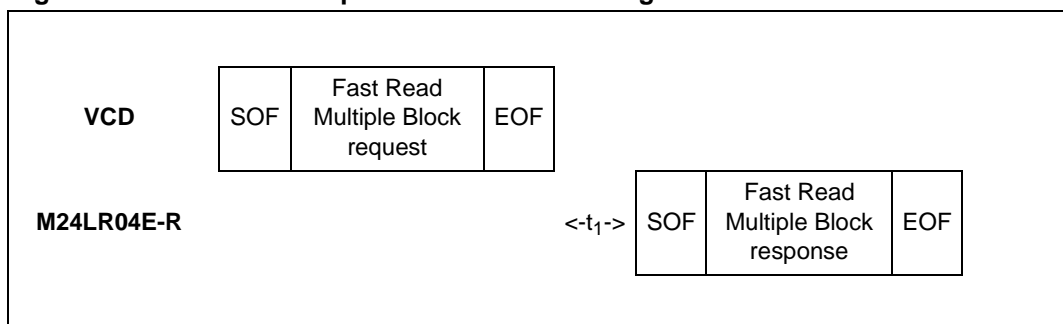 VCD
SOF
Fast Read
Multiple Block
request
EOF
M24LR04E-R
<-t₁->
SOF
Fast Read
Multiple Block
response
EOF